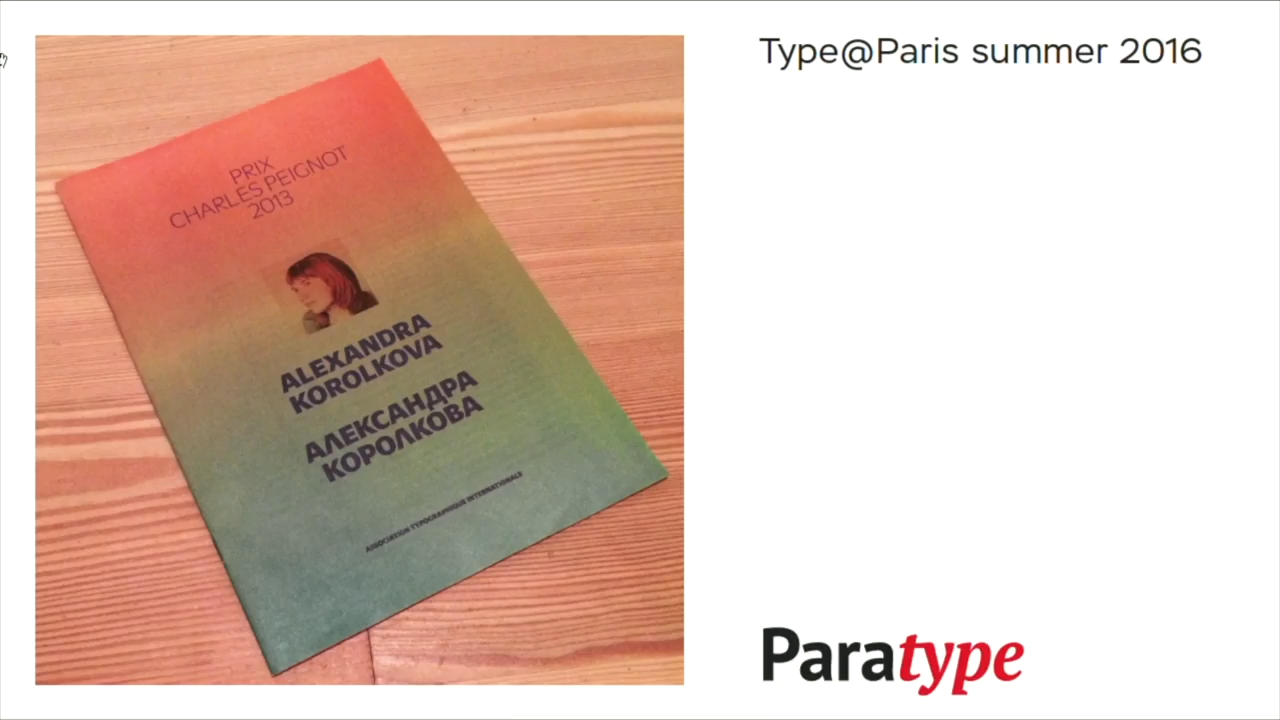 Type@Paris summer 2016
PRIX
CHARLES PEIGNOT
2013
ALEXANDRA
KOROLKOVA
АЛЕКСАНДРА
КОРОЛКОВА
ASSOCIATION TYPOGRAPHIQUE INTERNATIONALE
Paratype